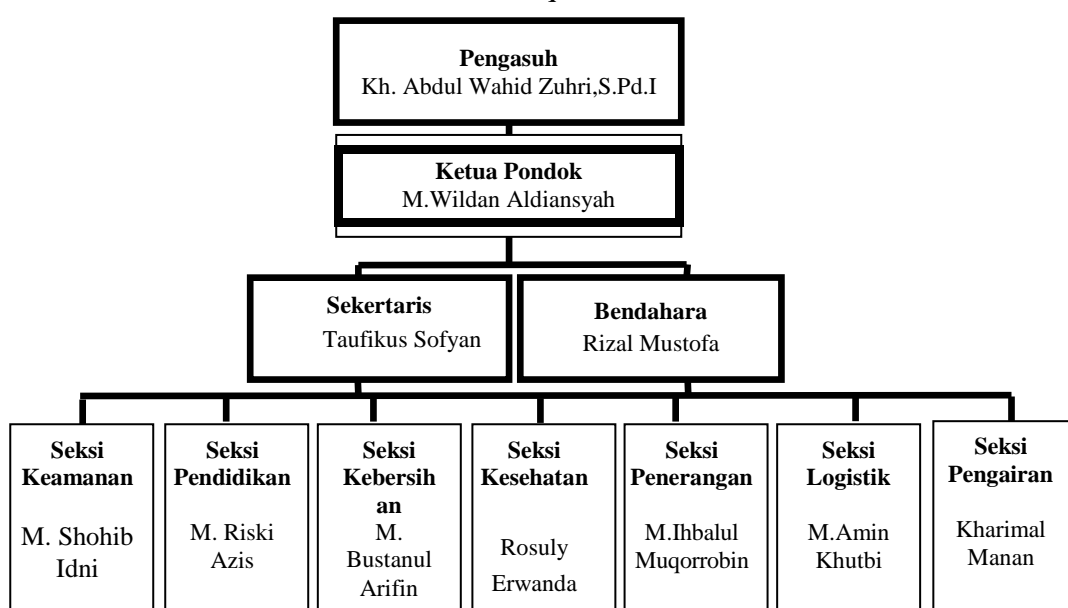 Pengasuh
Kh. Abdul Wahid Zuhri,S.Pd.I
Ketua Pondok
M.Wildan Aldiansyah
Sekertaris
Taufikus Sofyan
Bendahara
Rizal Mustofa
Seksi
Keamanan
M. Shohib
Idni
Seksi
Pendidikan
M. Riski
Azis
Seksi
Kebersih
an
M.
Bustanul
Arifin
Seksi
Kesehatan
Rosuly
Erwanda
Seksi
Penerangan
M.Ihbalul
Muqorrobin
Seksi
Logistik
M.Amin
Khutbi
Seksi
Pengairan
Kharimal
Manan